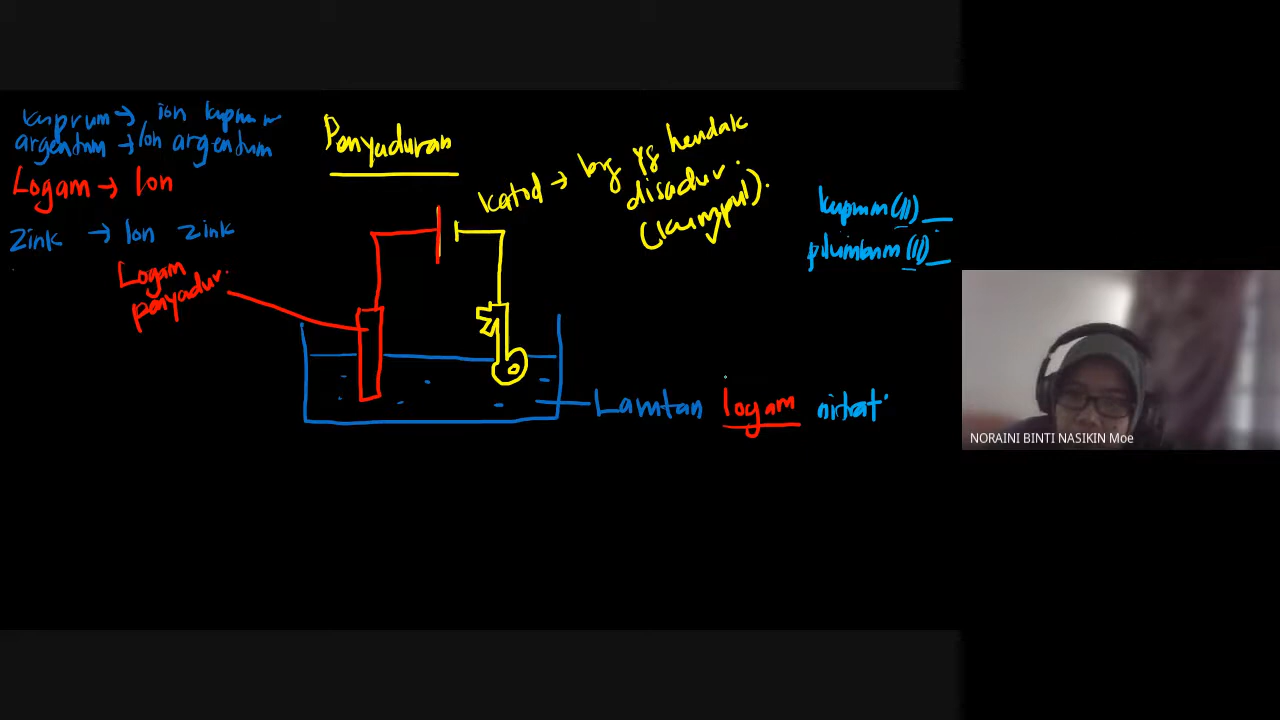 kuprum → ion kuprum
argentum → Ion argentum
Logam → Ion
Zink → Ion zink
Logam
penyadur.
Penyaduran
katod → brg yg hendak
disadur.
(kaunzpul).
kuprum (II) _
plumbum (II) _
Larutan logam nitrat
NORAINI BINTI NASIKIN Moe